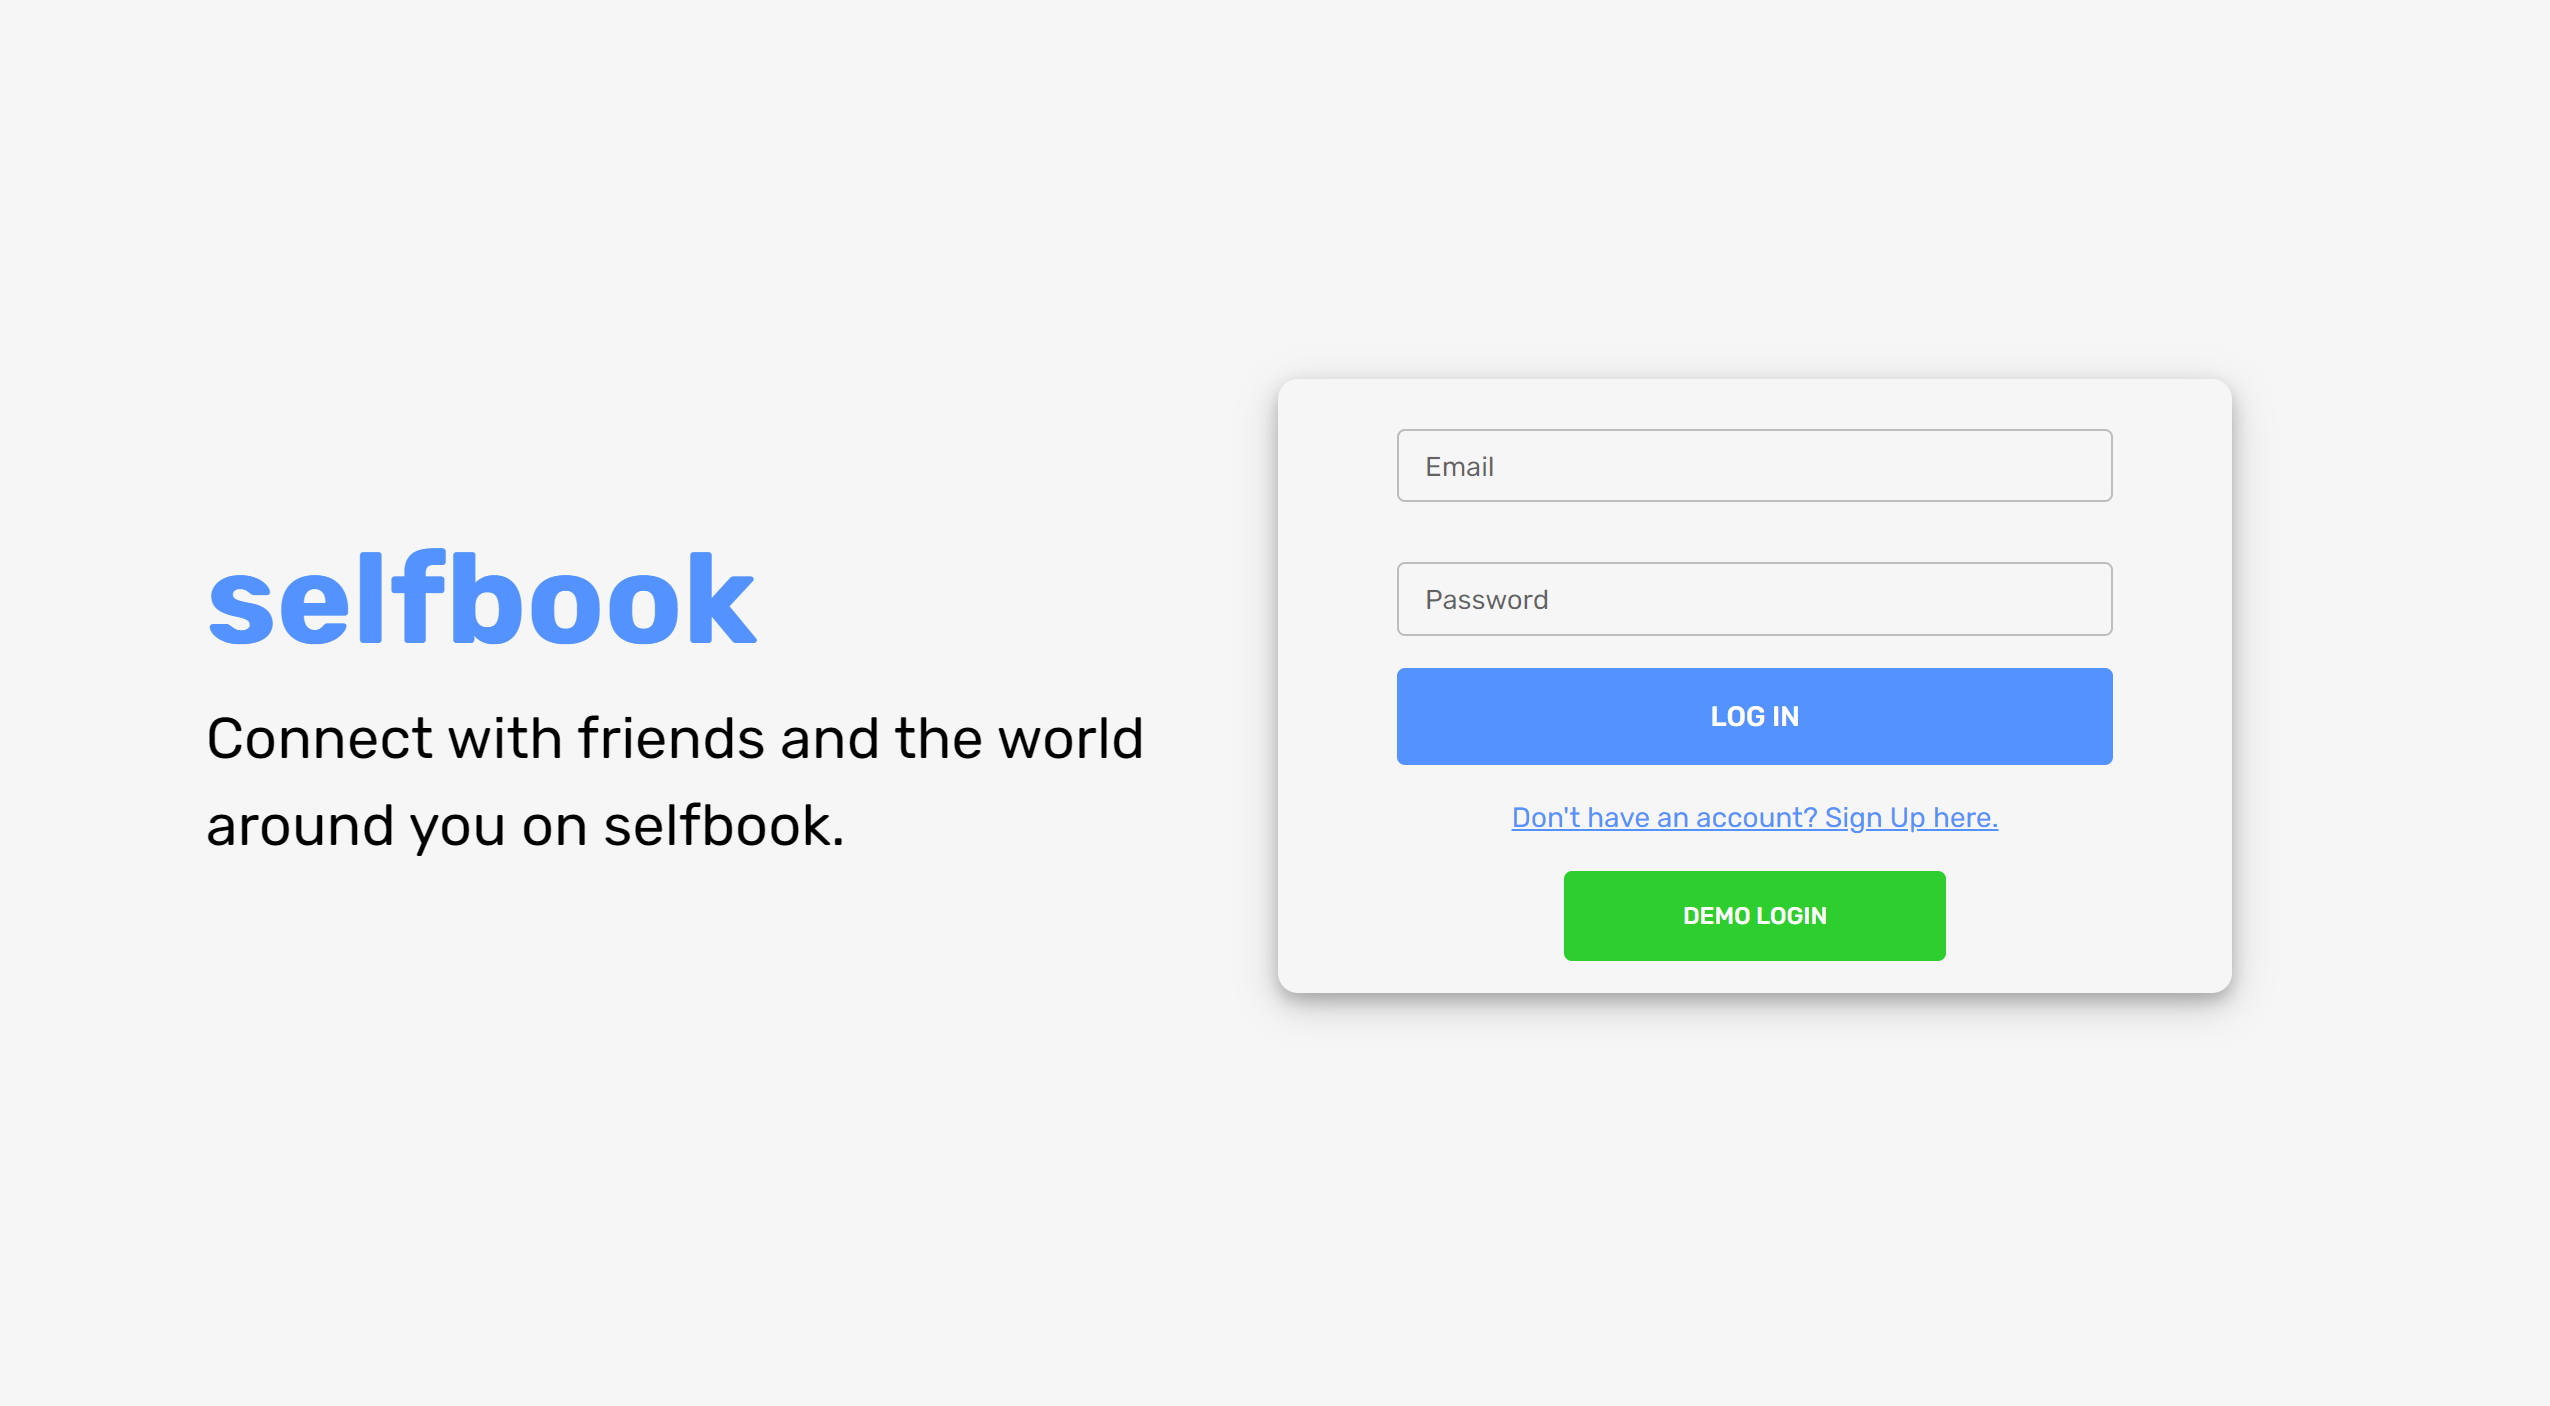 selfbook
Connect with friends and the world
around you on selfbook.
Email
Password
LOG IN
Don't have an account? Sign Up here.
DEMO LOGIN